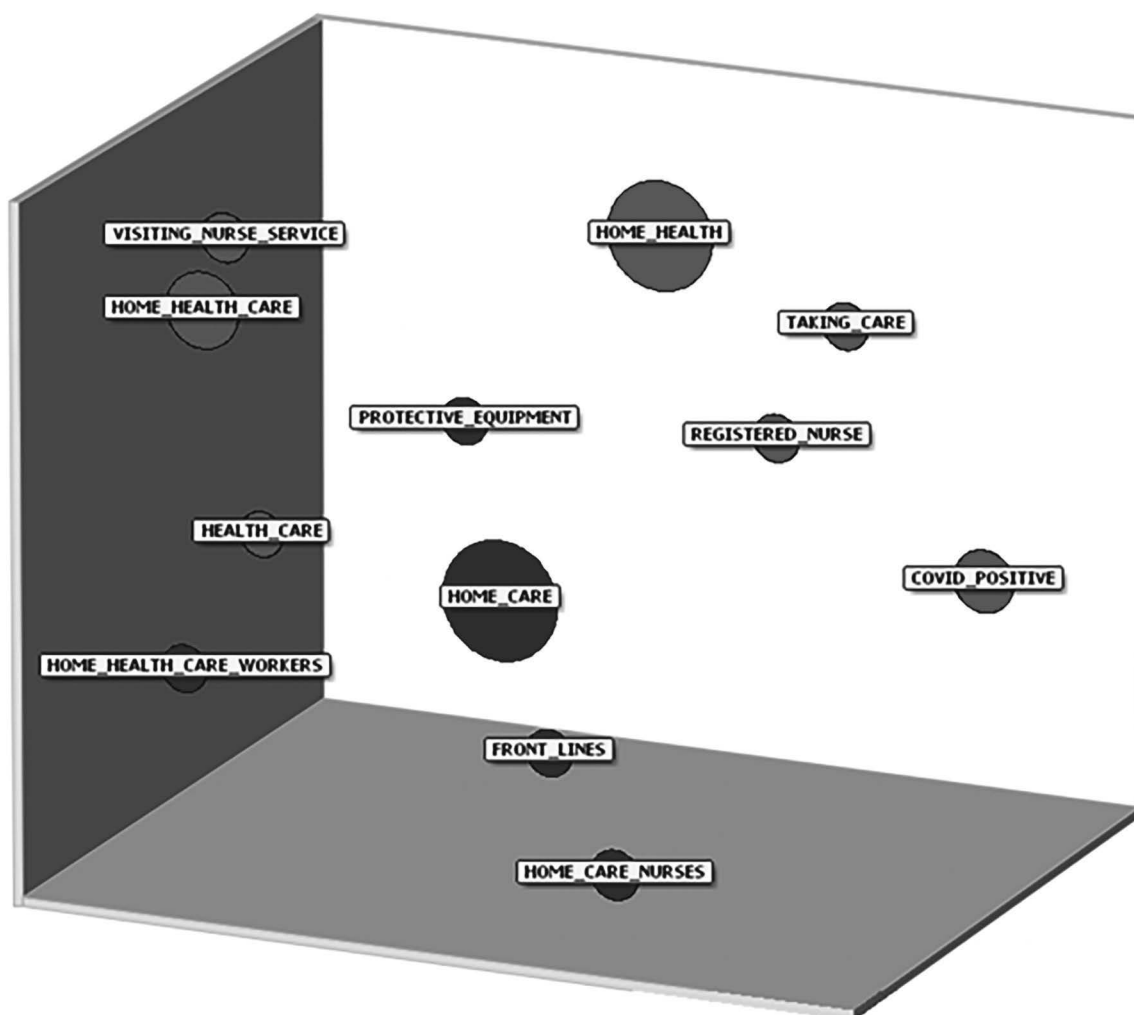 VISITING_NURSE_SERVICE
HOME_HEALTH
HOME_HEALTH_CARE
TAKING_CARE
PROTECTIVE_EQUIPMENT
REGISTERED_NURSE
HEALTH_CARE
COVID_POSITIVE
HOME_CARE
HOME_HEALTH_CARE_WORKERS
FRONT_LINES
HOME_CARE_NURSES